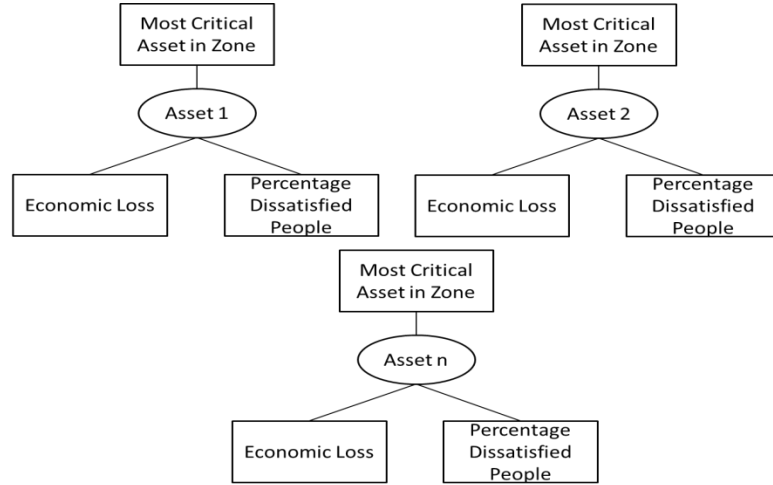 Most Critical
Asset in Zone
Asset 1
Economic Loss
Percentage
Dissatisfied
People
Most Critical
Asset in Zone
Asset 2
Economic Loss
Percentage
Dissatisfied
People
Most Critical
Asset in Zone
Asset n
Economic Loss
Percentage
Dissatisfied
People